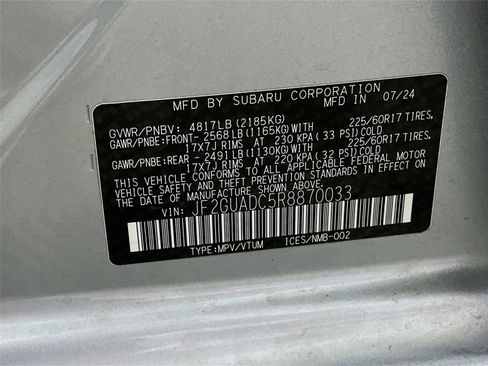 MFD BY SUBARU CORPORATION MFD IN 07/24
GVWR/PNBV: 4817LB(2185KG)
GAWR/PNBE:FRONT- 2568LB(1165KG)WITH 225/60R17 TIRES,
17X7J RIMS AT 230 KPA(33 PSI)COLD
GAWR/PNBE:REAR - 2491LB(1130KG)WITH 225/60R17 TIRES,
17X7J RIMS AT 220 KPA(32 PSI)COLD
THIS VEHICLE CONFORMS TO ALL APPLICABLE FEDERAL MOTOR
VEHICLE SAFETY STANDARDS IN EFFECT ON
THE DATE OF MANUFACTURE SHOWN ABOVE.
VIN: JF2GUADC5R8870033
TYPE:MPV/VTUM ICES/NMB-002